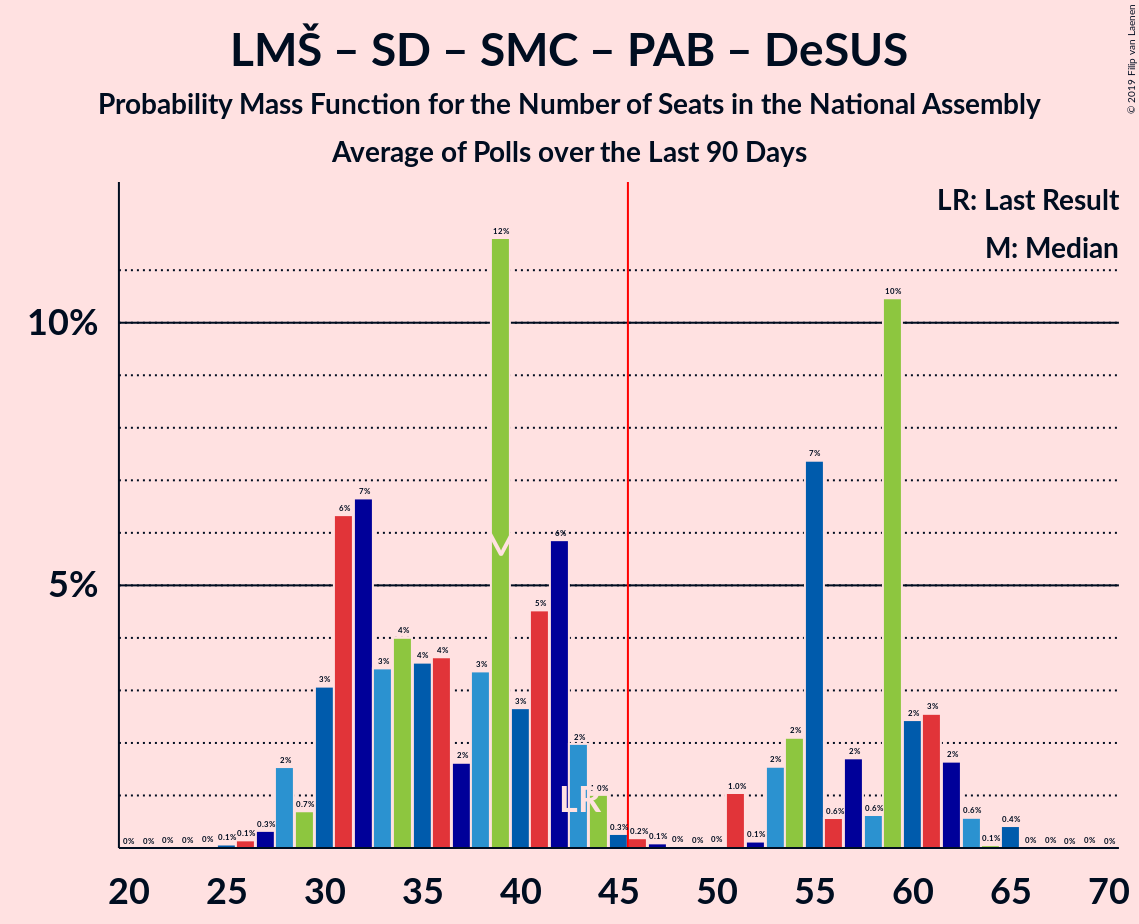 LMŠ – SD – SMC – PAB – DeSUS
Probability Mass Function for the Number of Seats in the National Assembly
Average of Polls over the Last 90 Days
© 2019 Filip van Laenen
LR: Last Result
M: Median
10%
5%
0% 0% 0% 0% 0% 0.1% 0.1% 0.3% 2% 0.7% 3% 6% 7% 3% 4% 4% 4% 2% 3% 12% 3% 5% 6% 2% 1.0% 0.3% 0.2% 0.1% 0% 0% 0% 1.0% 0.1% 2% 2% 7% 0.6% 2% 0.6% 10% 2% 3% 2% 0.6% 0.1% 0.4% 0% 0% 0% 0% 0%
M
LR
20 25 30 35 40 45 50 55 60 65 70